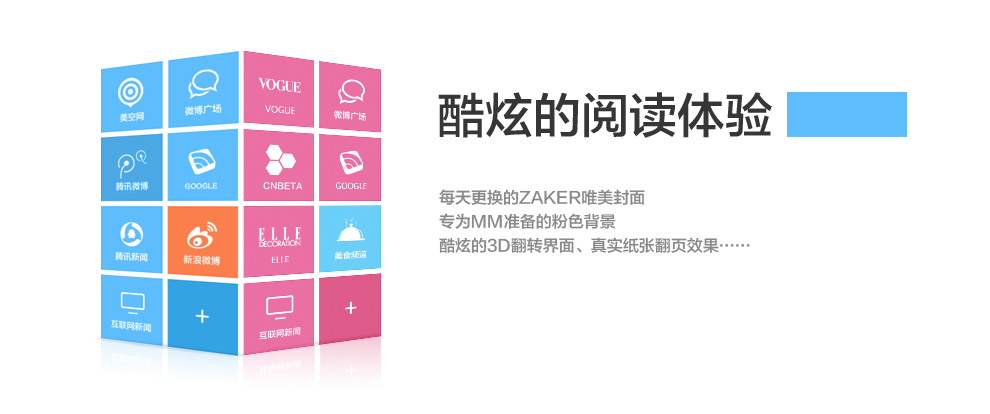 美空网
微博广场
VOGUE
VOGUE
微博广场
腾讯微博
GOOGLE
CNBETA
GOOGLE
腾讯新闻
新浪微博
ELLE
DECORATION
ELLE
美食频道
互联网新闻
+
互联网新闻
+
酷炫的阅读体验
每天更换的ZAKER唯美封面
专为MM准备的粉色背景
酷炫的3D翻转界面、真实纸张翻页效果……